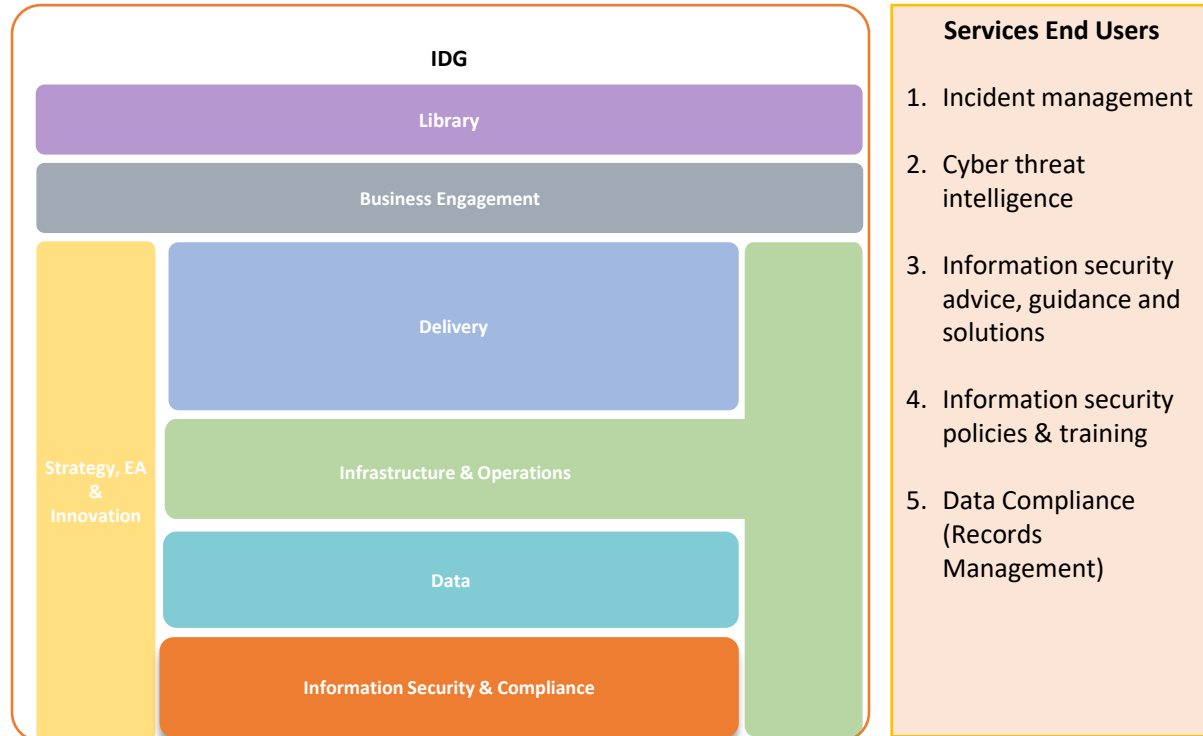 IDG
Library
Business Engagement
Delivery
Strategy, EA
&
Innovation
Infrastructure & Operations
Data
Information Security & Compliance
Services End Users
1. Incident management
2. Cyber threat
intelligence
3. Information security
advice, guidance and
solutions
4. Information security
policies & training
5. Data Compliance
(Records
Management)